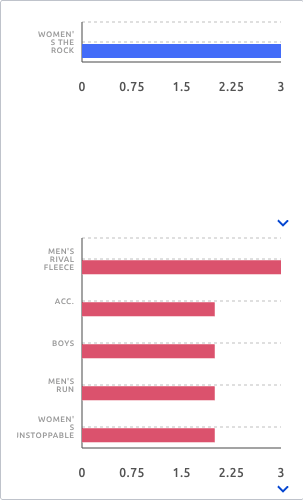 WOMEN'
S THE
ROCK
0 0.75 1.5 2.25 3
MEN'S
RIVAL
FLEECE
ACC.
BOYS
MEN'S
RUN
WOMEN'
S
INSTOPPABLE
0 0.75 1.5 2.25 3